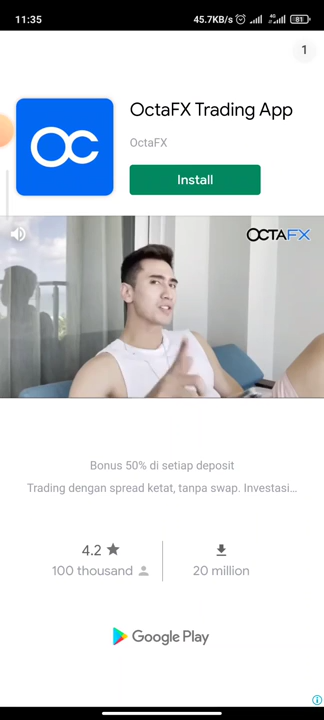 11:35
45.7KB/s 4G 81
1
OctaFX Trading App
OctaFX
Install
OCTAFX
Bonus 50% di setiap deposit
Trading dengan spread ketat, tanpa swap. Investasi...
4.2
100 thousand
20 million
Google Play